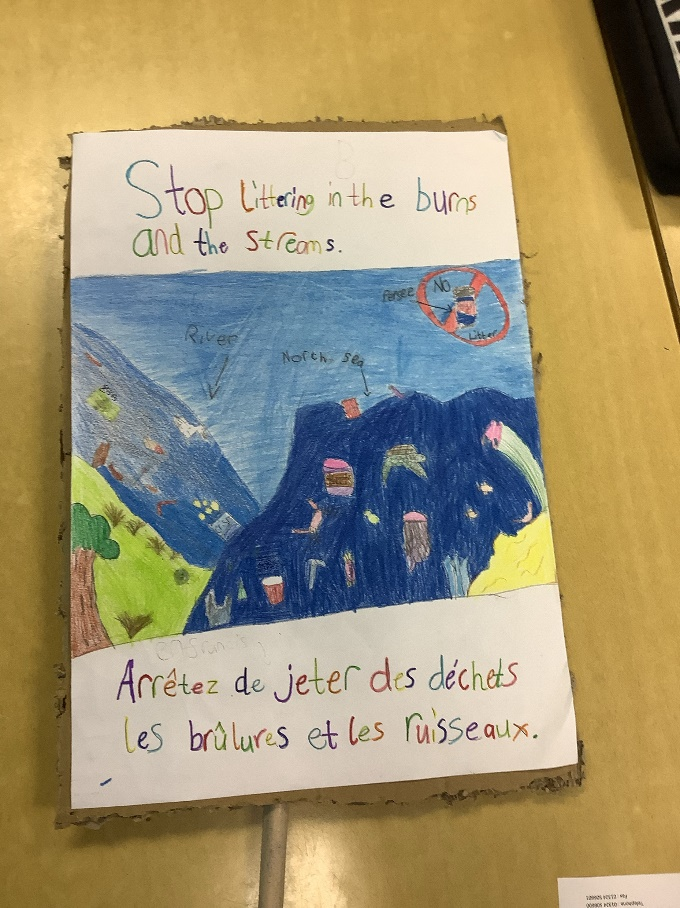 Stop Littering in the burns
and the streams.
NO
Litter
River
North sea
Arrêtez de jeter des déchets
les brûlures et les ruisseaux.